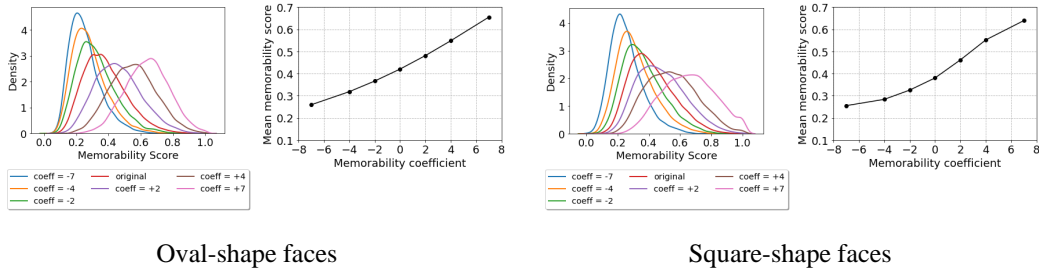 Density
4
3
2
1
0
0.0 0.2 0.4 0.6 0.8 1.0
Memorability Score
coeff = -7 original coeff = +4
coeff = -4 coeff = +2 coeff = +7
coeff = -2
Mean memorability score
0.7
0.6
0.5
0.4
0.3
0.2
0.1
−8 −6 −4 −2 0 2 4 6 8
Memorability coefficient
Oval-shape faces
Density
4
3
2
1
0
0.0 0.2 0.4 0.6 0.8 1.0
Memorability Score
coeff = -7 original coeff = +4
coeff = -4 coeff = +2 coeff = +7
coeff = -2
Mean memorability score
0.7
0.6
0.5
0.4
0.3
0.2
0.1
−8 −6 −4 −2 0 2 4 6 8
Memorability coefficient
Square-shape faces